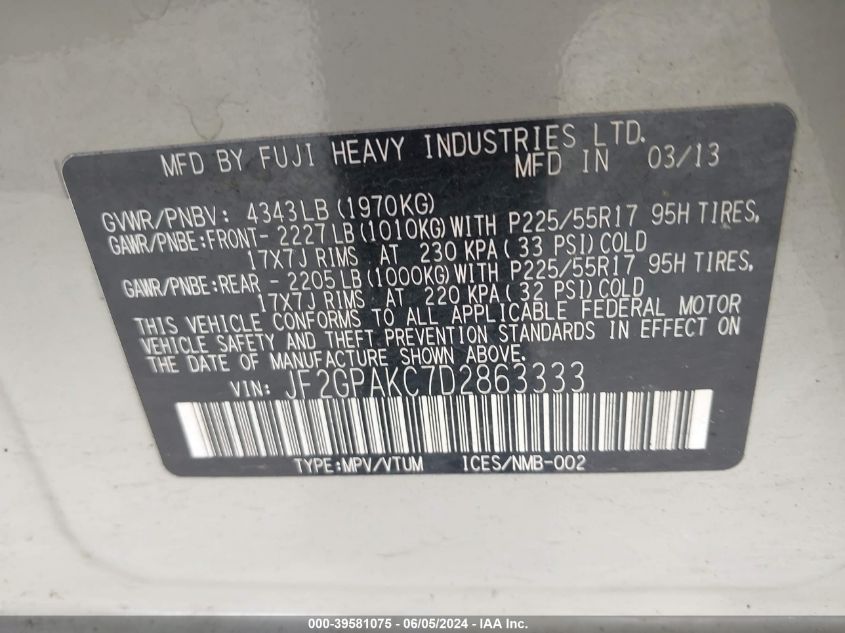 MFD BY FUJI HEAVY INDUSTRIES LTD.
MFD IN 03/13
GVWR/PNBV: 4343LB (1970KG)
GAWR/PNBE:FRONT- 2227LB (1010KG)WITH P225/55R17 95H TIRES,
17X7J RIMS AT 230 KPA( 33 PSI)COLD
GAWR/PNBE:REAR - 2205LB (1000KG)WITH P225/55R17 95H TIRES,
17X7J RIMS AT 220 KPA( 32 PSI)COLD
THIS VEHICLE CONFORMS TO ALL APPLICABLE FEDERAL MOTOR
VEHICLE SAFETY AND THEFT PREVENTION STANDARDS IN EFFECT ON
THE DATE OF MANUFACTURE SHOWN ABOVE.
VIN: JF2GPAKC7D2863333
TYPE:MPV/VTUM ICES/NMB-002
000-39581075 - 06/05/2024 - IAA Inc.